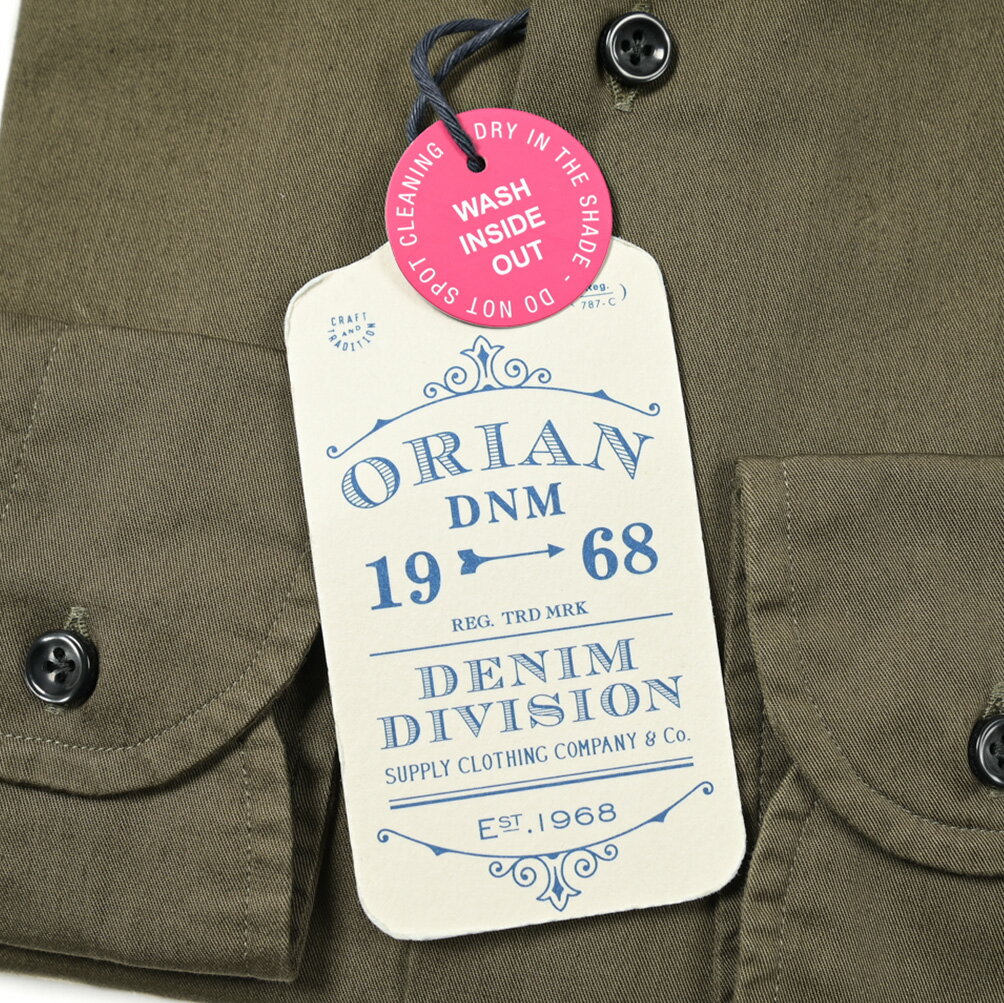 DRY IN THE SHADE - DO NOT SPOT CLEANING
WASH
INSIDE
OUT
Reg.
787-C )
CRAFT
AND
TRADITION
ORIAN
DNM
19 68
REG. TRD MRK
DENIM
DIVISION
SUPPLY CLOTHING COMPANY & Co.
EST. 1968